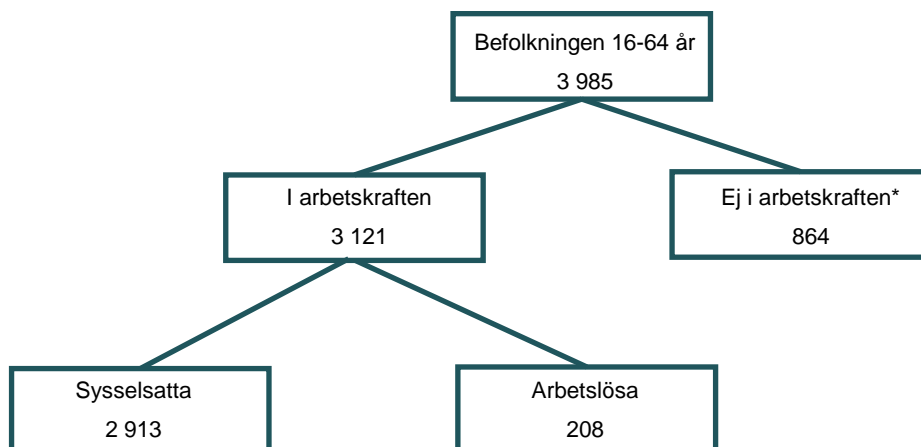 Befolkningen 16-64 år
3 985
I arbetskraften
3 121
Ej i arbetskraften*
864
Sysselsatta
2 913
Arbetslösa
208